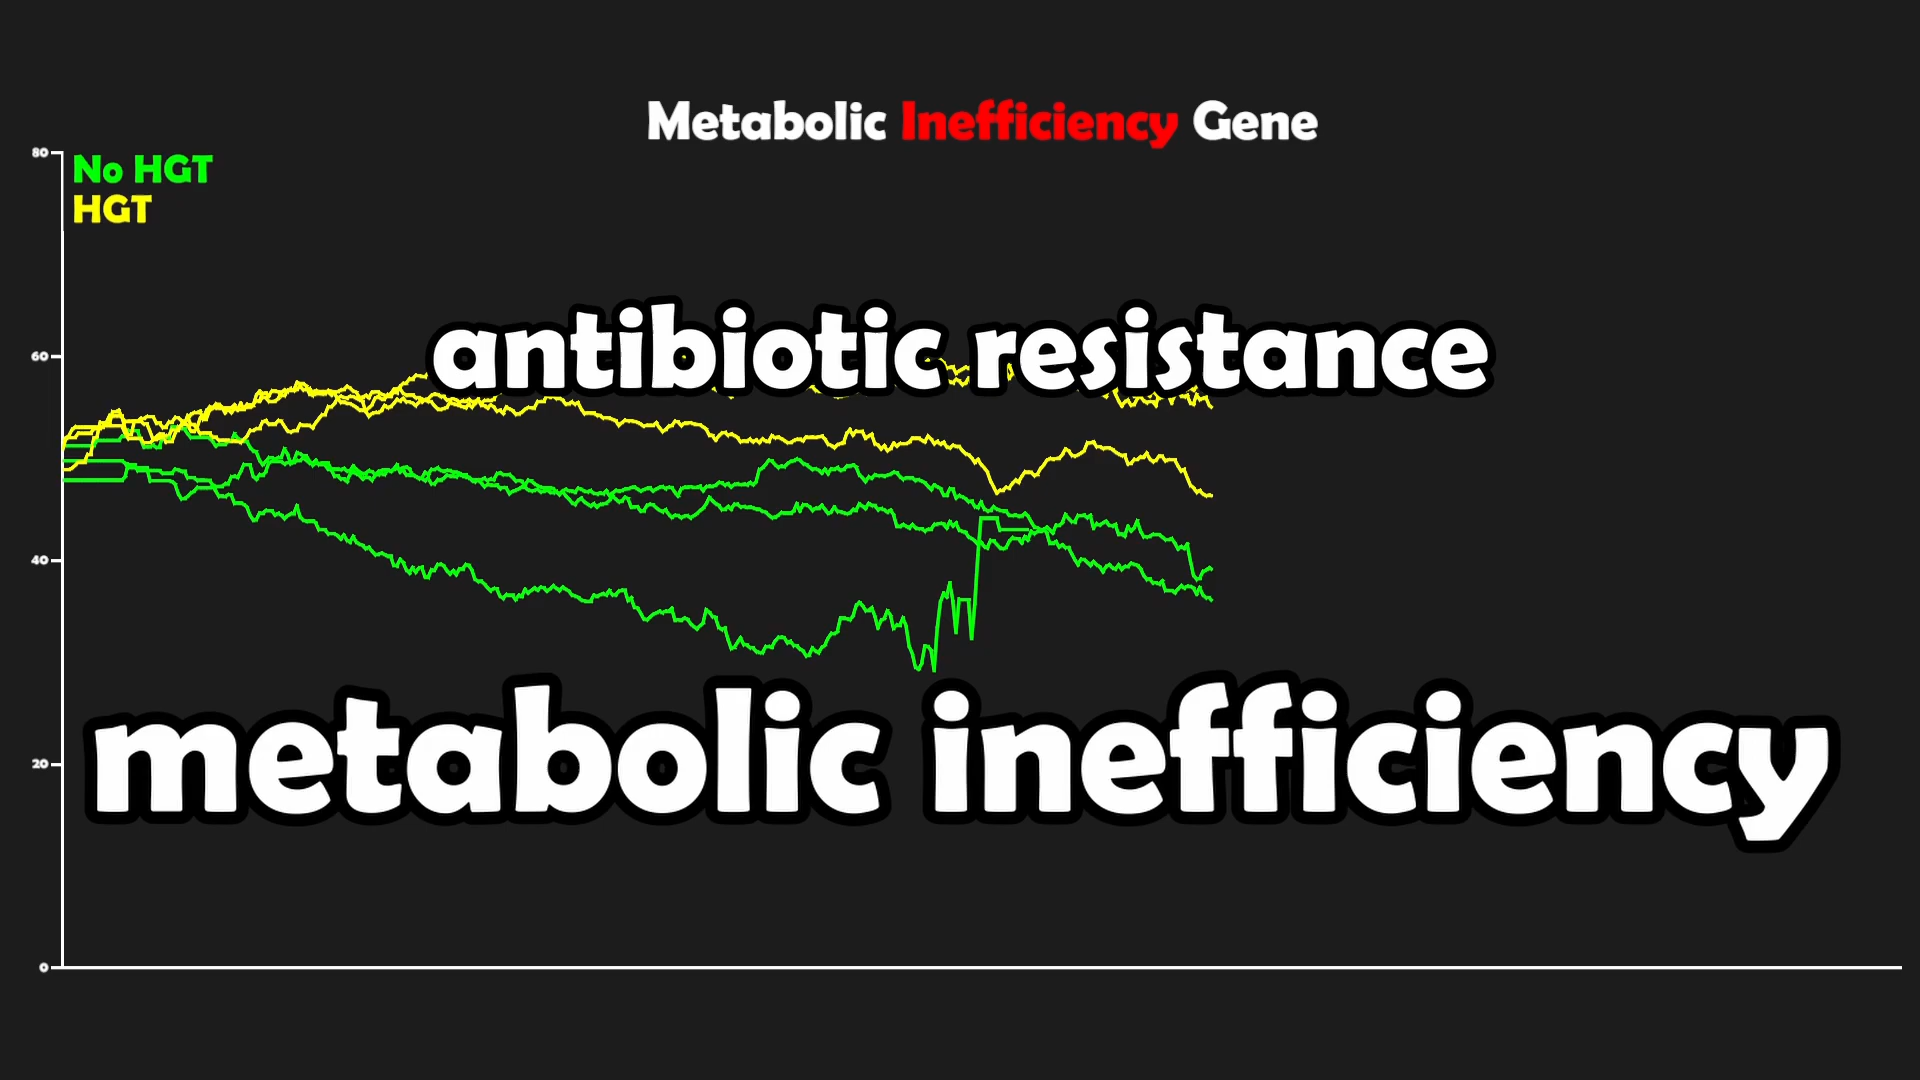 Metabolic Inefficiency Gene
80
No HGT
HGT
antibiotic resistance
60
40
metabolic inefficiency
20
0